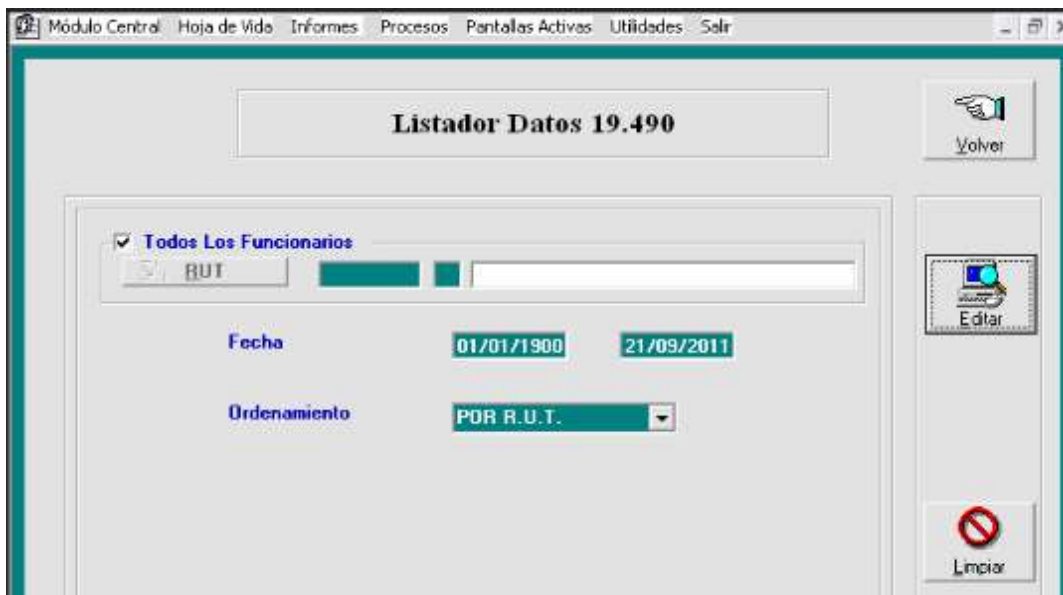 Módulo Central Hoja de Vida Informes Procesos Pantallas Activas Utilidades Salir
Listador Datos 19.490
Volver
Todos Los Funcionarios
RUT
Editar
Fecha 01/01/1900 21/09/2011
Ordenamiento POR R.U.T.
Limpiar